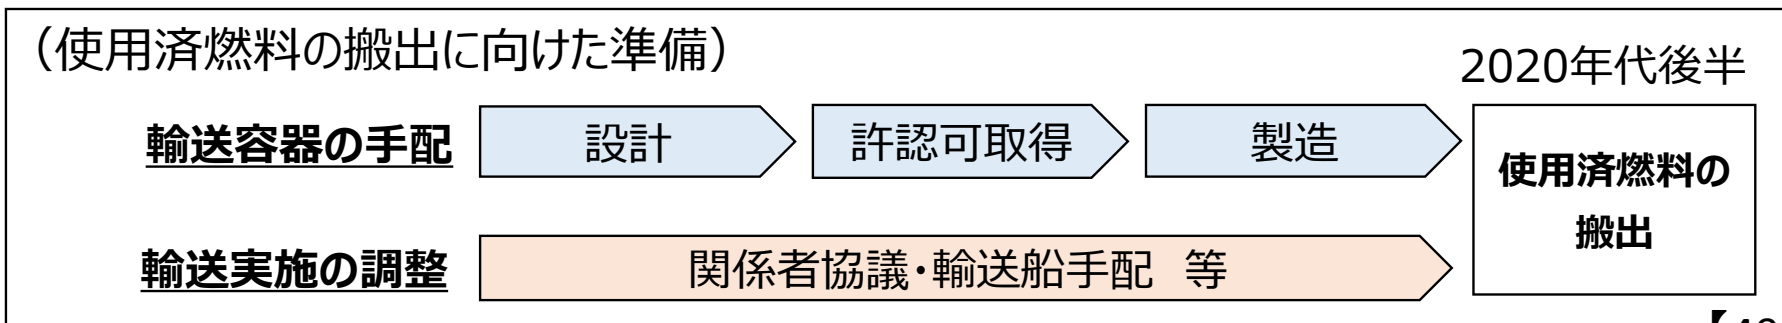 （使用済燃料の搬出に向けた準備）
2020年代後半
輸送容器の手配
設計
許認可取得
製造
使用済燃料の
搬出
輸送実施の調整
関係者協議・輸送船手配 等